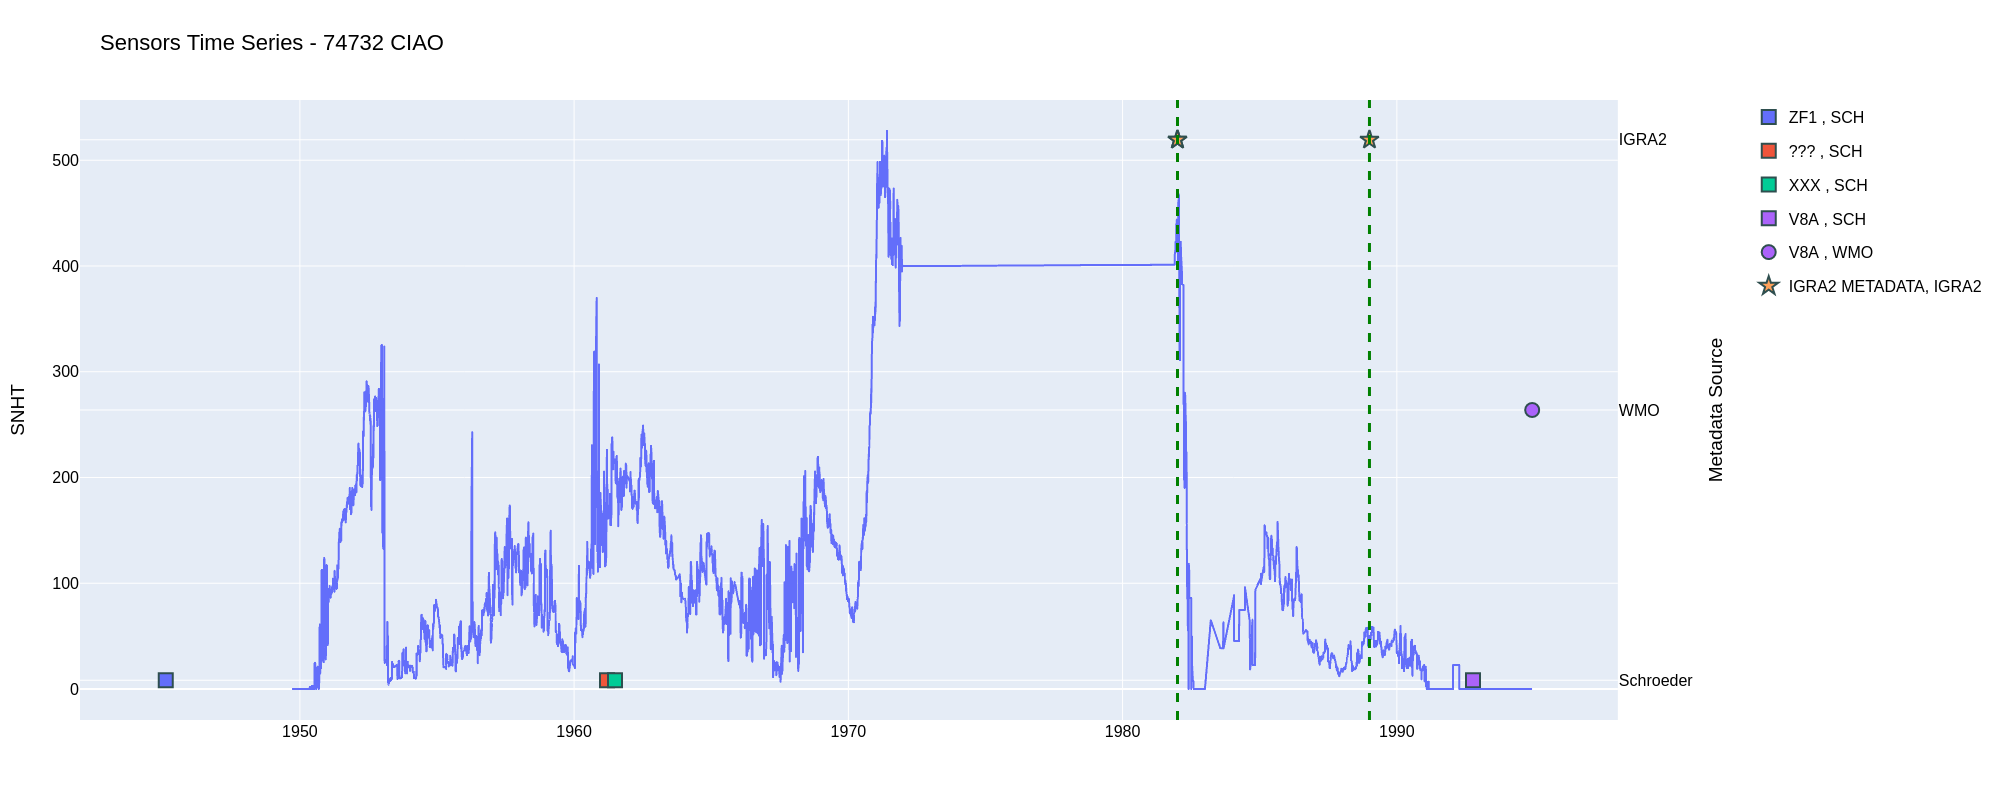 Sensors Time Series - 74732 CIAO
SNHT
500
400
300
200
100
0
1950
1960
1970
1980
1990
IGRA2
WMO
Schroeder
Metadata Source
ZF1 , SCH
??? , SCH
XXX , SCH
V8A , SCH
V8A , WMO
IGRA2 METADATA, IGRA2